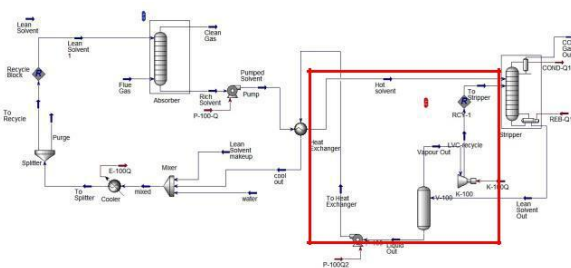 Lean
Solvent
Lean
Solvent
1
Recycle
Block
Clean
Gas
Flue
Gas
Absorber
Rich
Solvent
Pumped
Solvent
Pump
P-100-Q
To
Recycle
Purge
Splitter
E-100Q
To
Splitter
Cooler
mixed
Mixer
Lean
Solvent
makeup
water
cool
out
Heat
Exchanger
Hot
solvent
To
Stripper
RCY-1
Vapour Out
LVC-recycle
K-100
K-100Q
V-100
To Heat
Exchanger
Liquid
Out
P-100Q2
Stripper
Gas
Out
COND-Q1
REB-Q1
Lean
Solvent Out